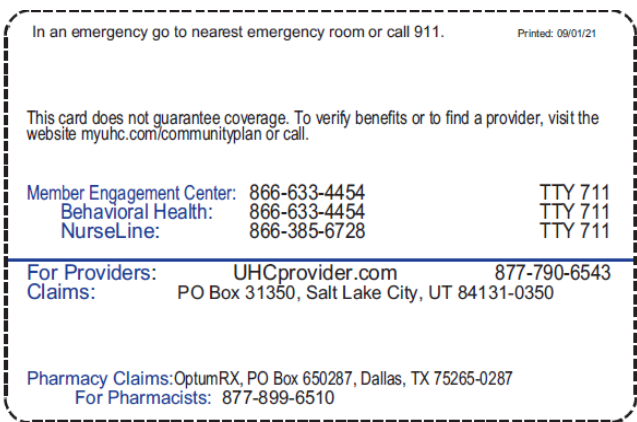 In an emergency go to nearest emergency room or call 911. Printed: 09/01/21
This card does not guarantee coverage. To verify benefits or to find a provider, visit the
website myuhc.com/communityplan or call.
Member Engagement Center: 866-633-4454 TTY 711
Behavioral Health: 866-633-4454 TTY 711
NurseLine: 866-385-6728 TTY 711
For Providers: UHCprovider.com 877-790-6543
Claims: PO Box 31350, Salt Lake City, UT 84131-0350
Pharmacy Claims:OptumRX, PO Box 650287, Dallas, TX 75265-0287
For Pharmacists: 877-899-6510